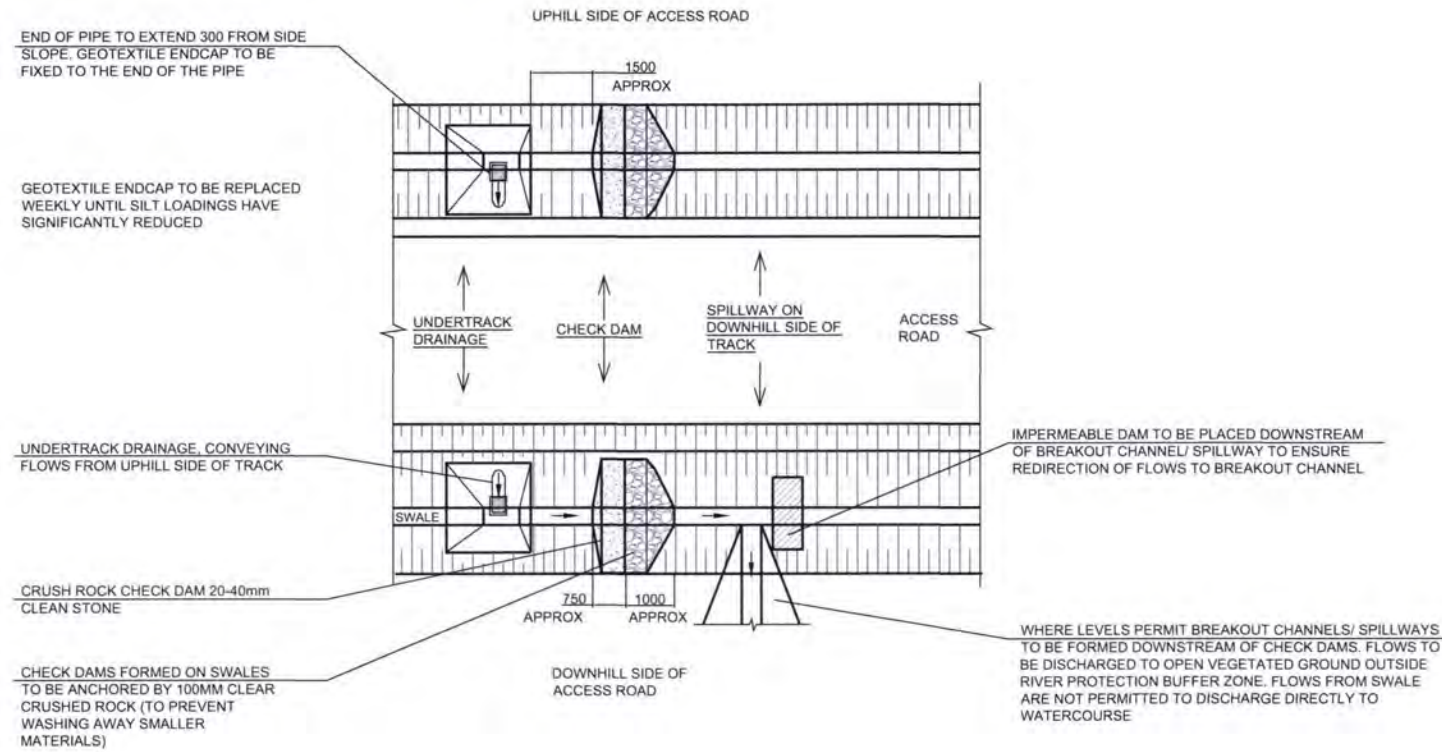 UPHILL SIDE OF ACCESS ROAD
END OF PIPE TO EXTEND 300 FROM SIDE
SLOPE. GEOTEXTILE ENDCAP TO BE
FIXED TO THE END OF THE PIPE
1500
APPROX
GEOTEXTILE ENDCAP TO BE REPLACED
WEEKLY UNTIL SILT LOADINGS HAVE
SIGNIFICANTLY REDUCED
UNDERTRACK
DRAINAGE
CHECK DAM
SPILLWAY ON
DOWNHILL SIDE OF
TRACK
ACCESS
ROAD
UNDERTRACK DRAINAGE, CONVEYING
FLOWS FROM UPHILL SIDE OF TRACK
IMPERMEABLE DAM TO BE PLACED DOWNSTREAM
OF BREAKOUT CHANNEL/ SPILLWAY TO ENSURE
REDIRECTION OF FLOWS TO BREAKOUT CHANNEL
SWALE
CRUSH ROCK CHECK DAM 20-40mm
CLEAN STONE
750
APPROX
1000
APPROX
CHECK DAMS FORMED ON SWALES
TO BE ANCHORED BY 100MM CLEAR
CRUSHED ROCK (TO PREVENT
WASHING AWAY SMALLER
MATERIALS)
DOWNHILL SIDE OF
ACCESS ROAD
WHERE LEVELS PERMIT BREAKOUT CHANNELS/ SPILLWAYS
TO BE FORMED DOWNSTREAM OF CHECK DAMS. FLOWS TO
BE DISCHARGED TO OPEN VEGETATED GROUND OUTSIDE
RIVER PROTECTION BUFFER ZONE. FLOWS FROM SWALE
ARE NOT PERMITTED TO DISCHARGE DIRECTLY TO
WATERCOURSE